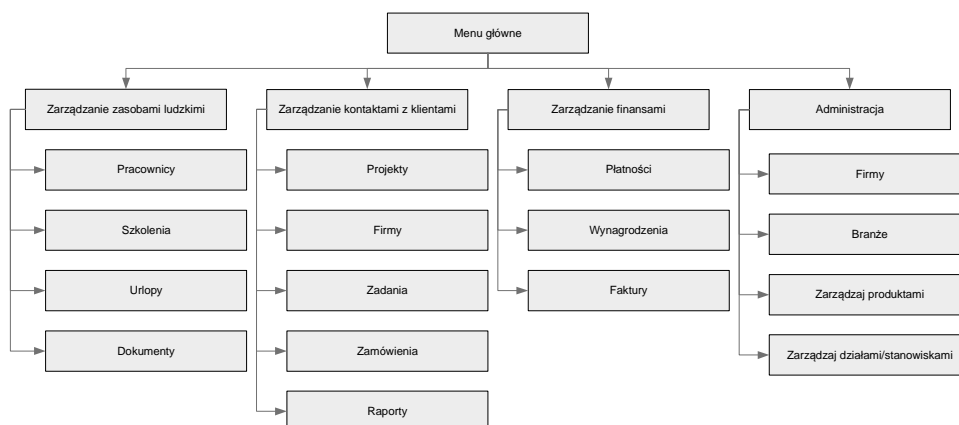 Menu główne
Zarządzanie zasobami ludzkimi
Pracownicy
Szkolenia
Urlopy
Dokumenty
Zarządzanie kontaktami z klientami
Projekty
Firmy
Zadania
Zamówienia
Raporty
Zarządzanie finansami
Płatności
Wynagrodzenia
Faktury
Administracja
Firmy
Branże
Zarządzaj produktami
Zarządzaj działami/stanowiskami